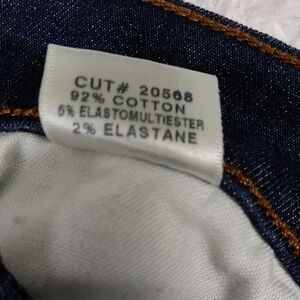 CUT# 20568
92% COTTON
6% ELASTOMULTIESTER
2% ELASTANE